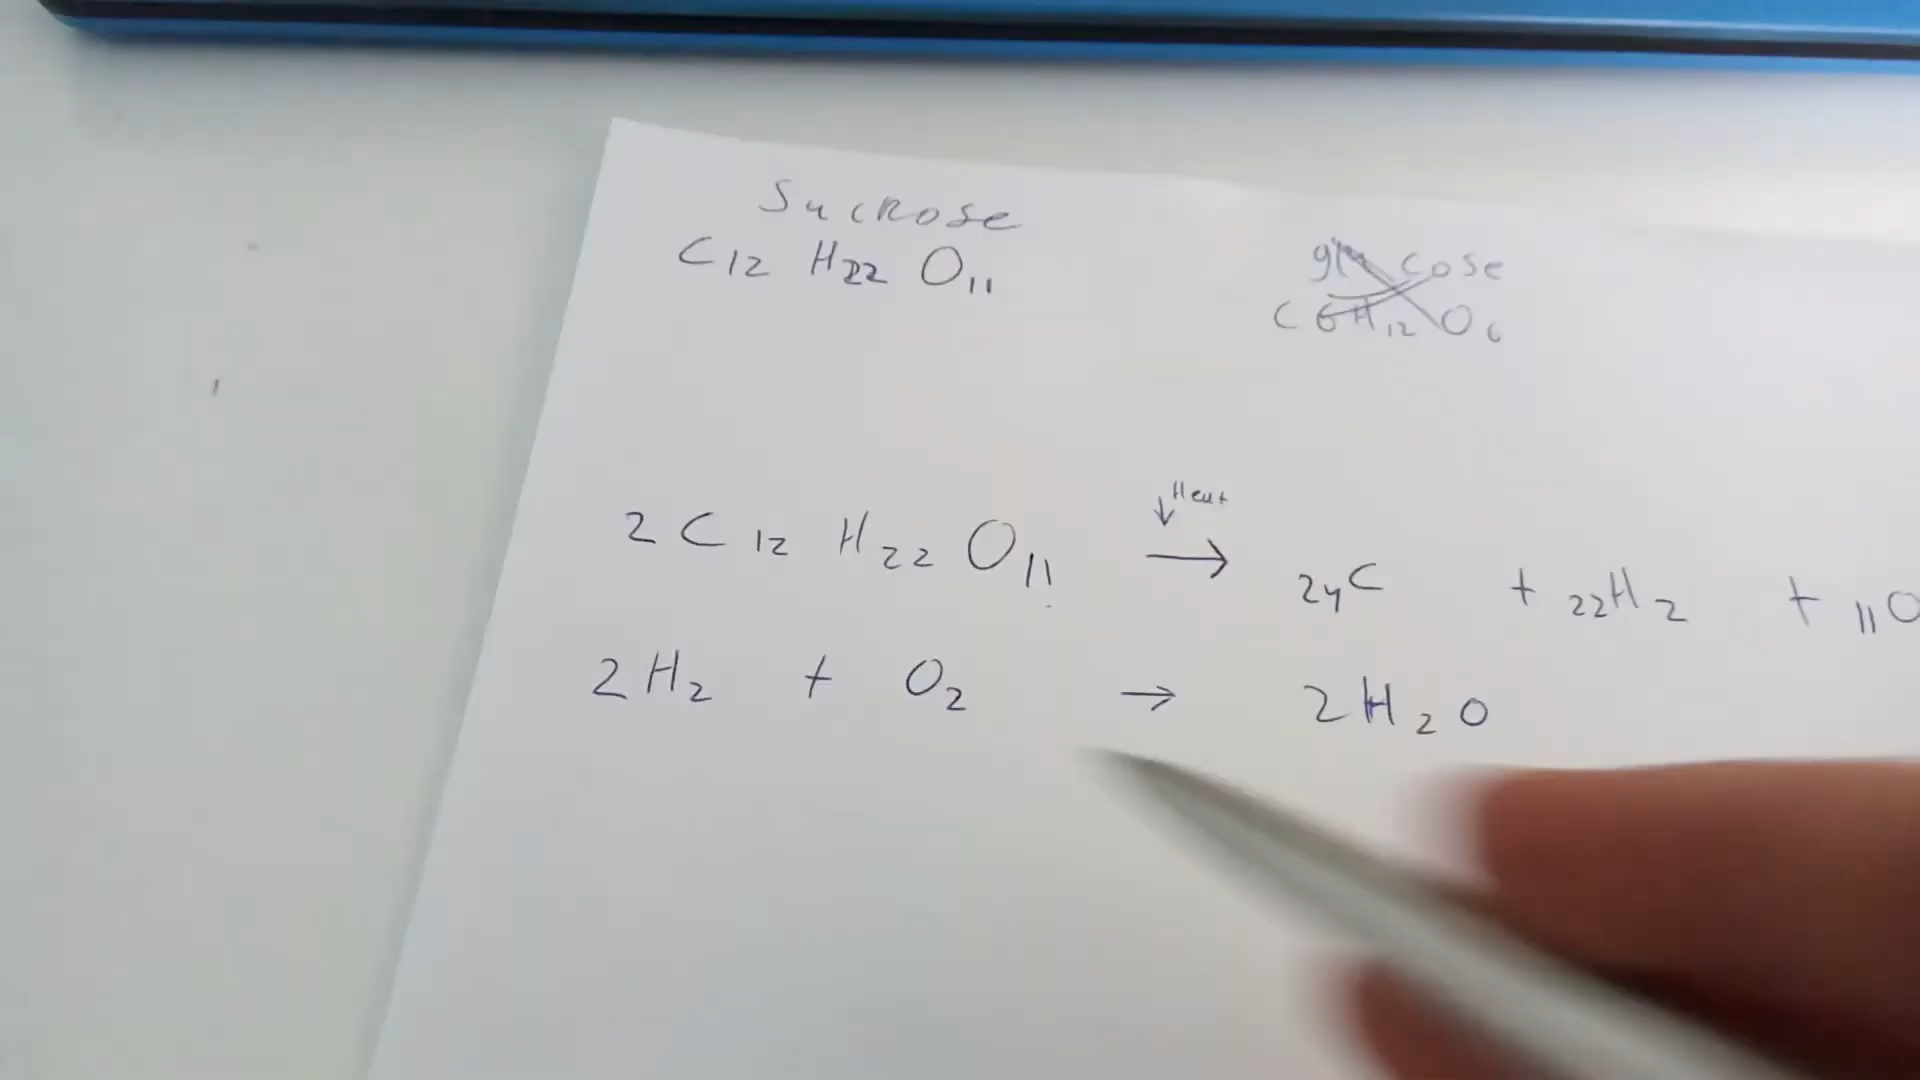 Sucrose
C12 H22 O11
glucose
C6H12O6
Heat
2 C12 H22 O11 → 24C + 22H2 + 11O
2H2 + O2 → 2H2O